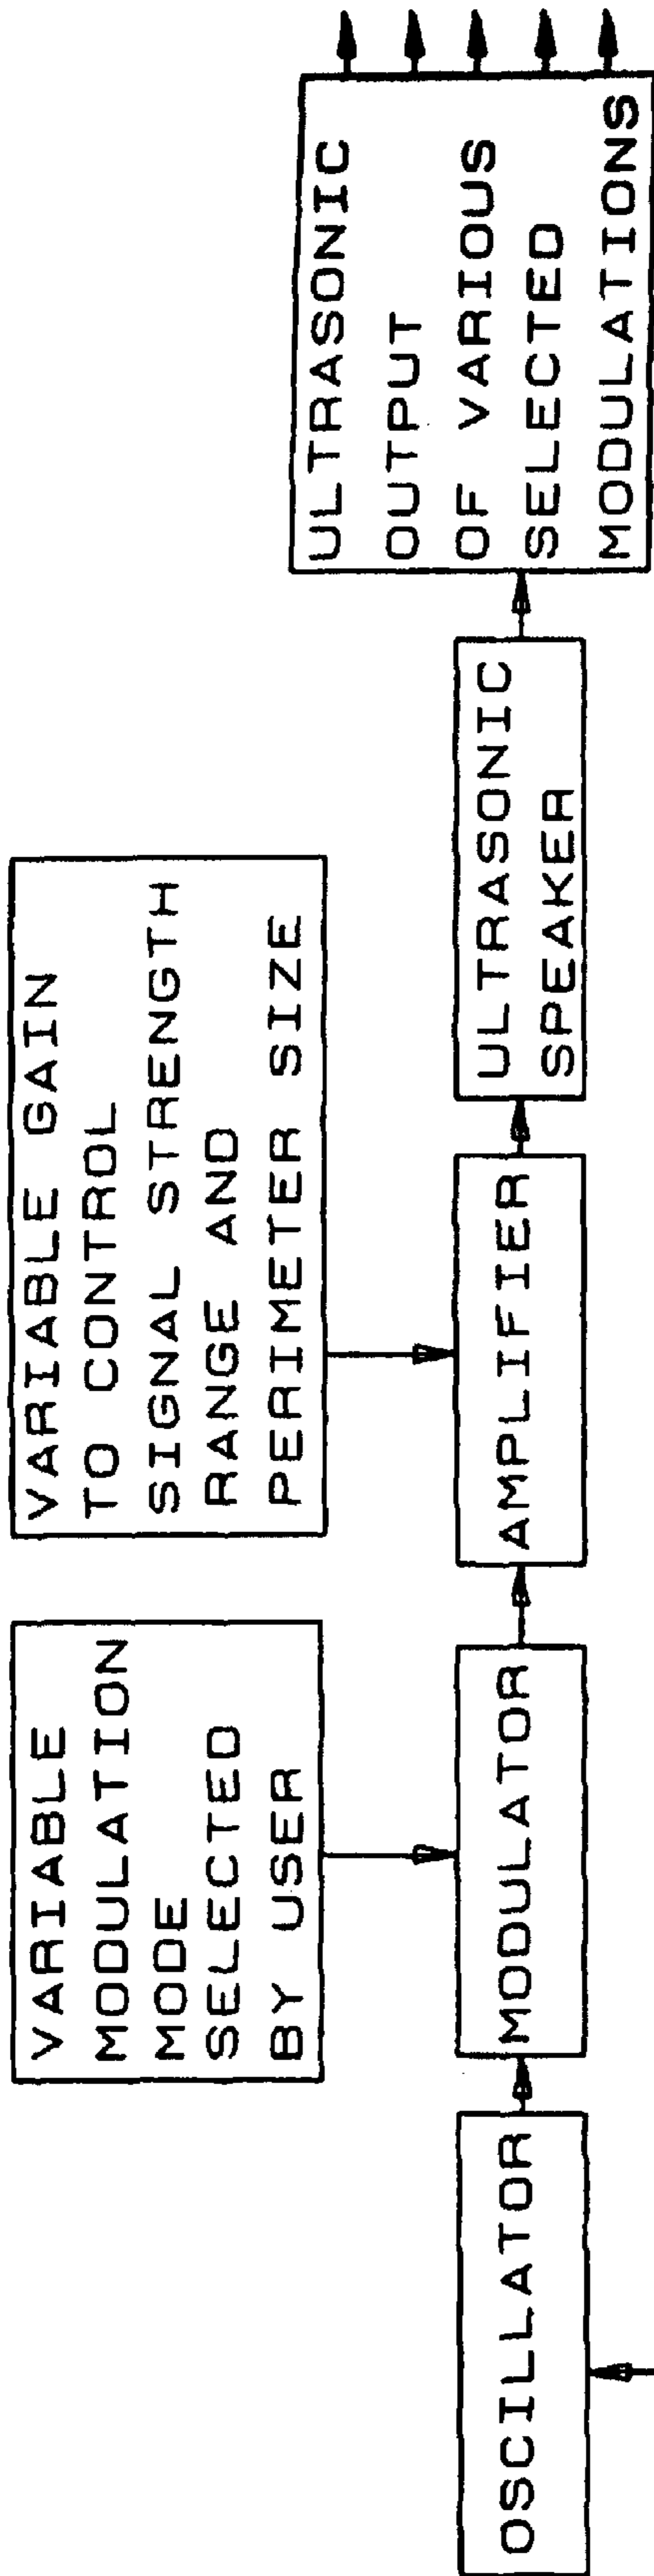 VARIABLE
MODULATION
MODE
SELECTED
BY USER
VARIABLE GAIN
TO CONTROL
SIGNAL STRENGTH
RANGE AND
PERIMETER SIZE
OSCILLATOR
MODULATOR
AMPLIFIER
ULTRASONIC
SPEAKER
ULTRASONIC
OUTPUT
OF VARIOUS
SELECTED
MODULATIONS